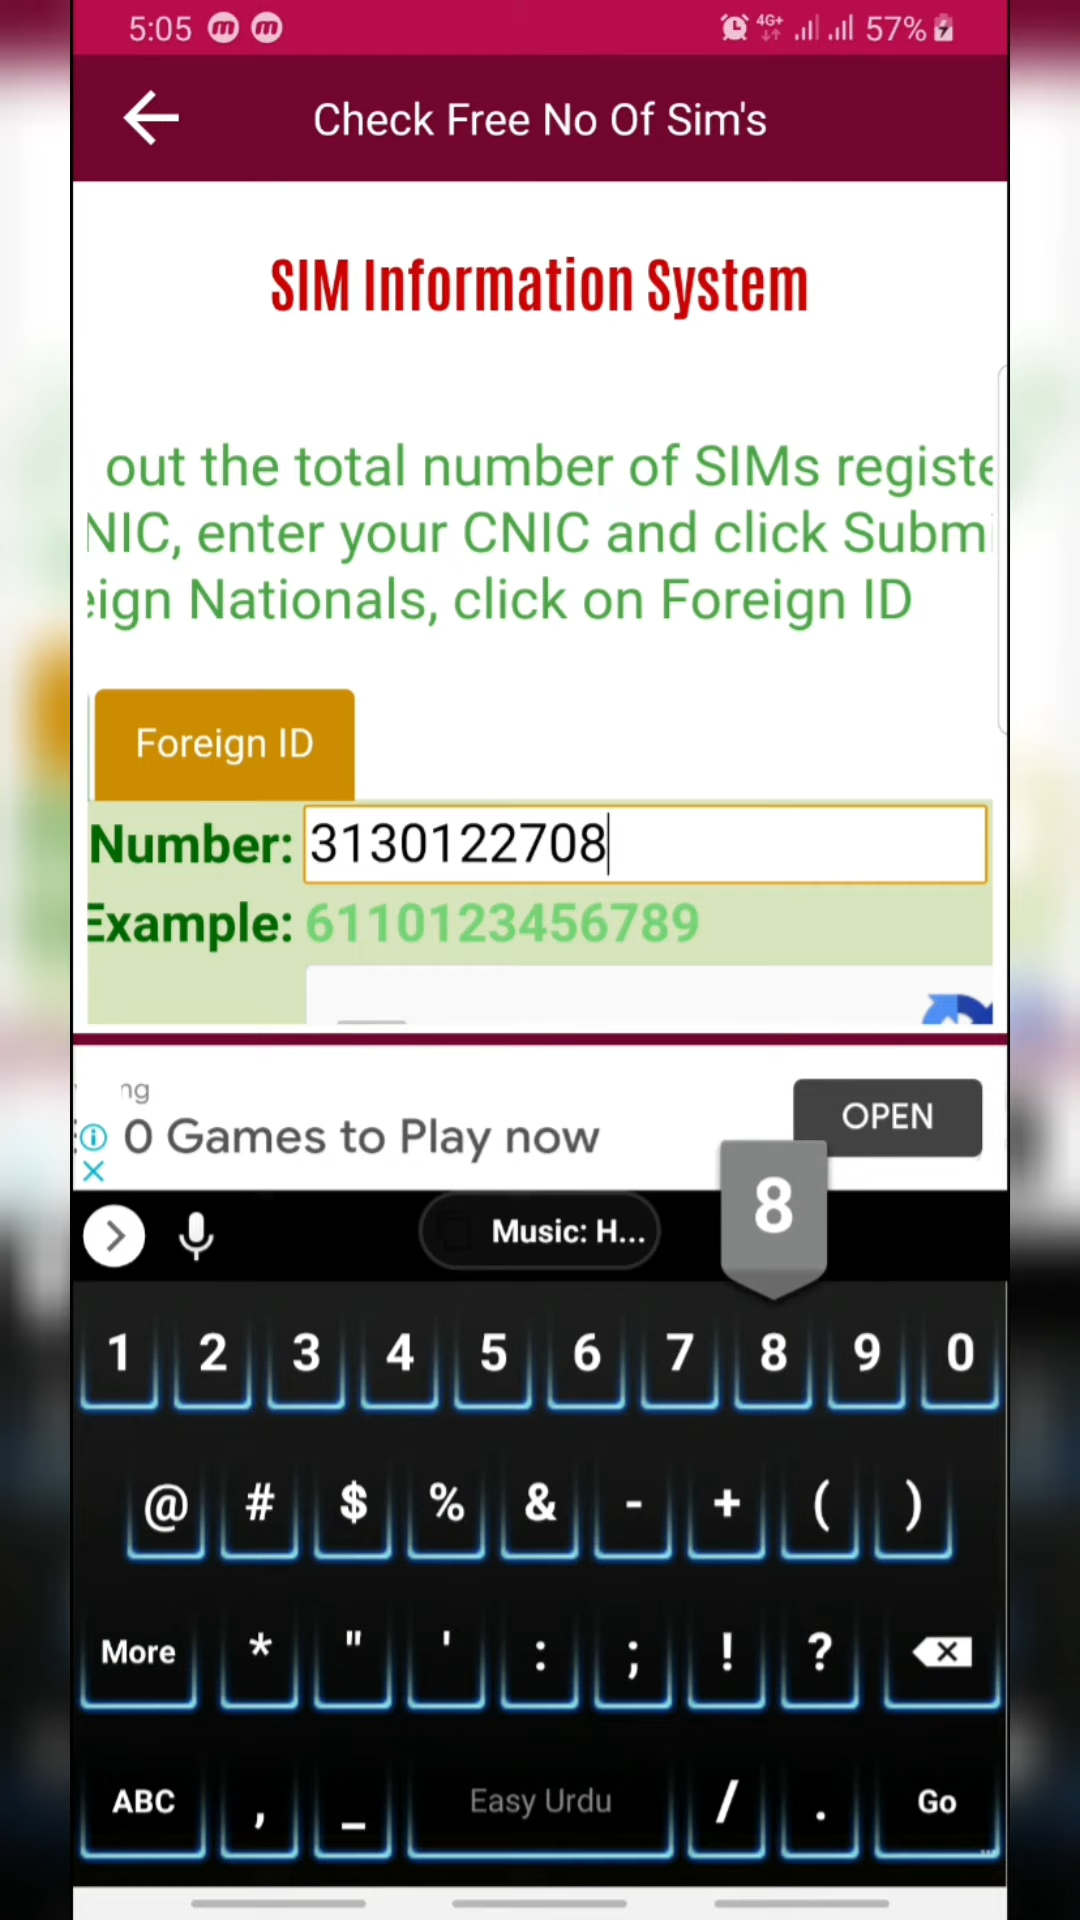 5:05
4G+
57%
Check Free No Of Sim's
SIM Information System
out the total number of SIMs registe
NIC, enter your CNIC and click Submi
eign Nationals, click on Foreign ID
Foreign ID
Number: 3130122708
Example: 6110123456789
ng
0 Games to Play now
OPEN
8
Music: H...
1 2 3 4 5 6 7 8 9 0
@ # $ % & - + ( )
More * " ' : ; ! ?
ABC , _ Easy Urdu / . Go